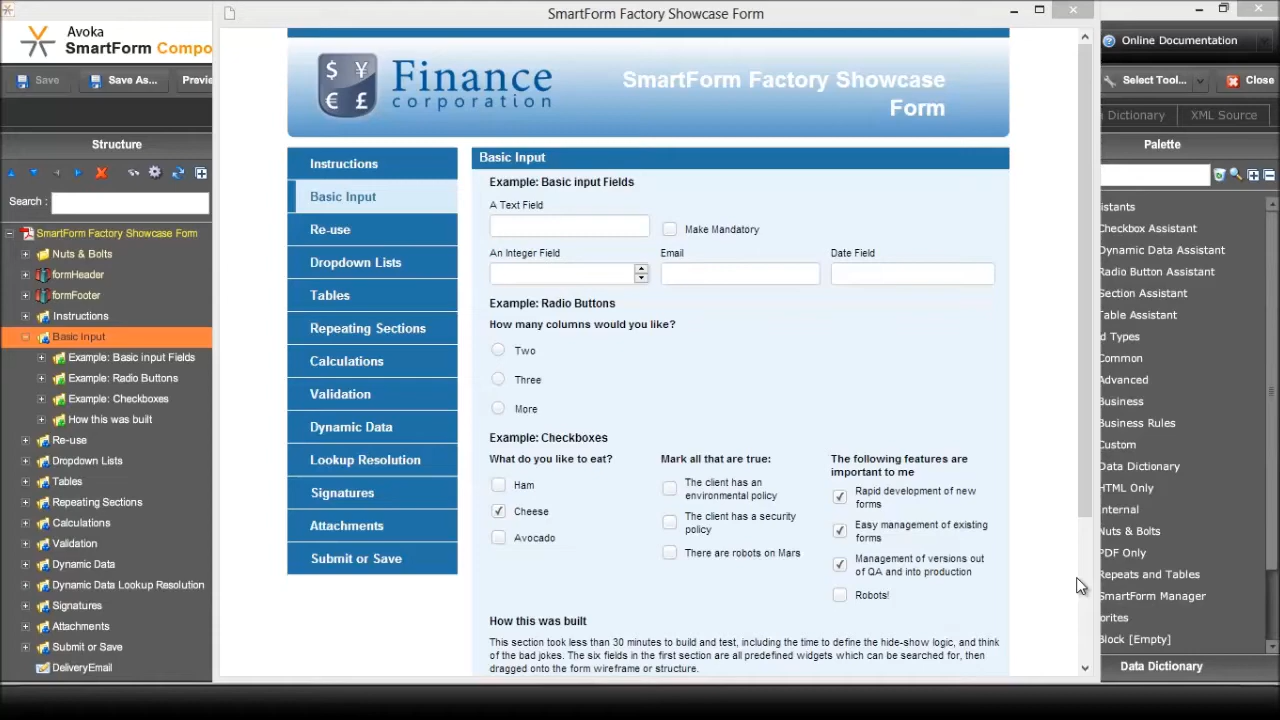 SmartForm Factory Showcase Form
Avoka
SmartForm Compo
Online Documentation
Save
Save As...
Previ
Select Tool...
Close
Dictionary
XML Source
Structure
Search :
SmartForm Factory Showcase Form
Nuts & Bolts
formHeader
formFooter
Instructions
Basic Input
Example: Basic input Fields
Example: Radio Buttons
Example: Checkboxes
How this was built
Re-use
Dropdown Lists
Tables
Repeating Sections
Calculations
Validation
Dynamic Data
Dynamic Data Lookup Resolution
Signatures
Attachments
Submit or Save
DeliveryEmail
$ ¥
€ £
Finance
corporation
SmartForm Factory Showcase
Form
Instructions
Basic Input
Re-use
Dropdown Lists
Tables
Repeating Sections
Calculations
Validation
Dynamic Data
Lookup Resolution
Signatures
Attachments
Submit or Save
Basic Input
Example: Basic input Fields
A Text Field
Make Mandatory
An Integer Field
Email
Date Field
Example: Radio Buttons
How many columns would you like?
Two
Three
More
Example: Checkboxes
What do you like to eat?
Ham
Cheese
Avocado
Mark all that are true:
The client has an
environmental policy
The client has a security
policy
There are robots on Mars
The following features are
important to me
Rapid development of new
forms
Easy management of existing
forms
Management of versions out
of QA and into production
Robots!
How this was built
This section took less than 30 minutes to build and test, including the time to define the hide-show logic, and think
of the bad jokes. The six fields in the first section are all predefined widgets which can be searched for, then
dragged onto the form wireframe or structure.
Palette
istants
Checkbox Assistant
Dynamic Data Assistant
Radio Button Assistant
Section Assistant
Table Assistant
d Types
Common
Advanced
Business
Business Rules
Custom
Data Dictionary
HTML Only
Internal
Nuts & Bolts
PDF Only
Repeats and Tables
SmartForm Manager
orites
Block [Empty]
Data Dictionary